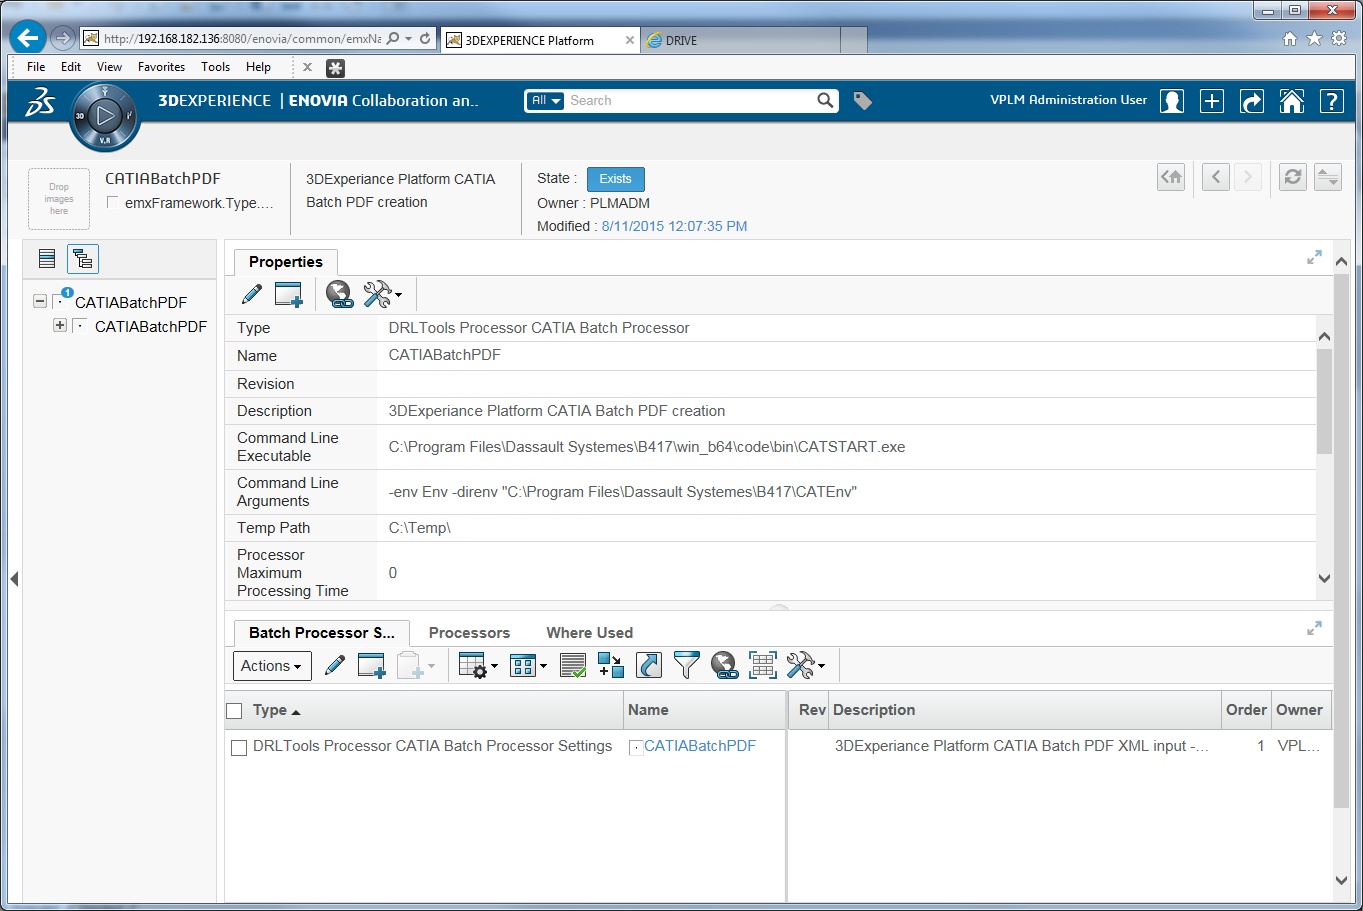 http://192.168.182.136:8080/enovia/common/emxNa
3DEXPERIENCE Platform
DRIVE
File Edit View Favorites Tools Help
3DEXPERIENCE | ENOVIA Collaboration an..
All Search
VPLM Administration User
3D
V.R
Drop
images
here
CATIABatchPDF
emxFramework.Type....
3DExperiance Platform CATIA
Batch PDF creation
State : Exists
Owner : PLMADM
Modified : 8/11/2015 12:07:35 PM
1
CATIABatchPDF
CATIABatchPDF
Properties
Type DRLTools Processor CATIA Batch Processor
Name CATIABatchPDF
Revision
Description 3DExperiance Platform CATIA Batch PDF creation
Command Line
Executable
C:\Program Files\Dassault Systemes\B417\win_b64\code\bin\CATSTART.exe
Command Line
Arguments
-env Env -direnv "C:\Program Files\Dassault Systemes\B417\CATEnv"
Temp Path C:\Temp\
Processor
Maximum
Processing Time
0
Batch Processor S... Processors Where Used
Actions
Type Name Rev Description Order Owner
DRLTools Processor CATIA Batch Processor Settings CATIABatchPDF 3DExperiance Platform CATIA Batch PDF XML input -... 1 VPL...